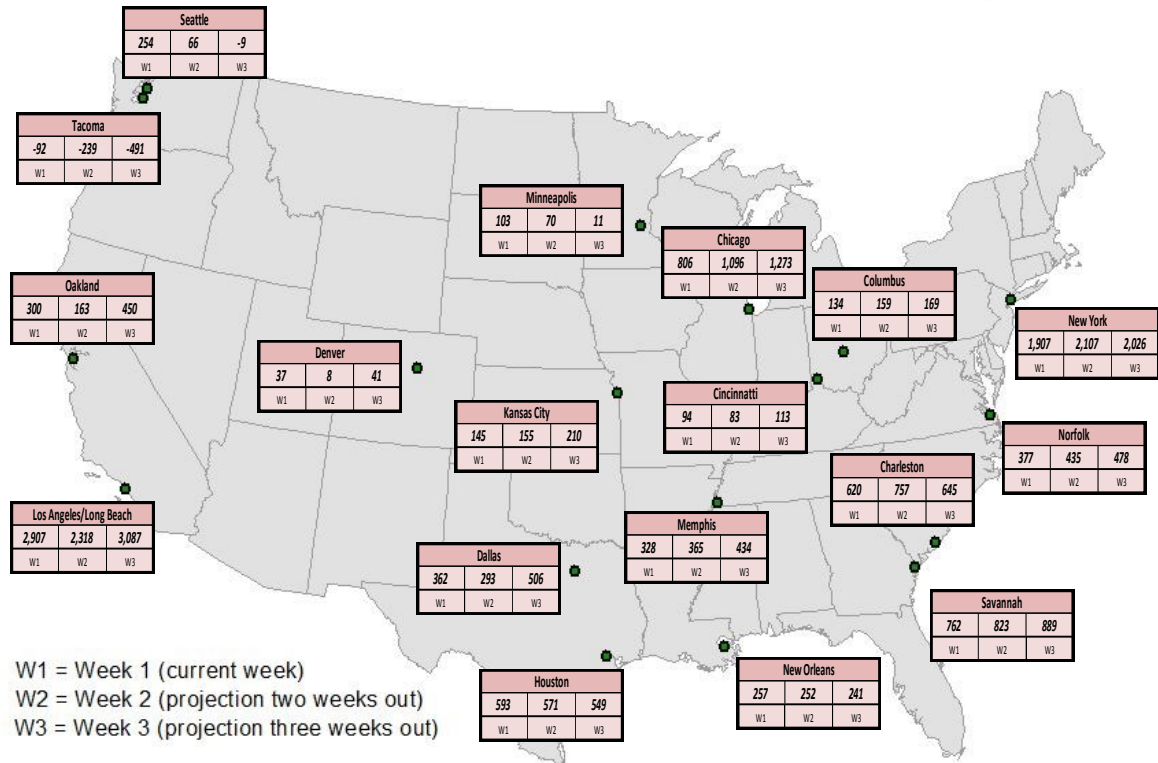 Seattle
254 66 -9
W1 W2 W3
Tacoma
-92 -239 -491
W1 W2 W3
Minneapolis
103 70 11
W1 W2 W3
Chicago
806 1,096 1,273
W1 W2 W3
Columbus
134 159 169
W1 W2 W3
Oakland
300 163 450
W1 W2 W3
New York
1,907 2,107 2,026
W1 W2 W3
Denver
37 8 41
W1 W2 W3
Cincinnatti
94 83 113
W1 W2 W3
Kansas City
145 155 210
W1 W2 W3
Norfolk
377 435 478
W1 W2 W3
Charleston
620 757 645
W1 W2 W3
Los Angeles/Long Beach
2,907 2,318 3,087
W1 W2 W3
Memphis
328 365 434
W1 W2 W3
Dallas
362 293 506
W1 W2 W3
Savannah
762 823 889
W1 W2 W3
New Orleans
257 252 241
W1 W2 W3
Houston
593 571 549
W1 W2 W3
W1 = Week 1 (current week)
W2 = Week 2 (projection two weeks out)
W3 = Week 3 (projection three weeks out)